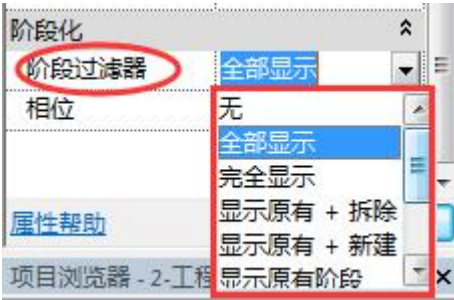 阶段化
阶段过滤器 全部显示
相位 无
全部显示
完全显示
显示原有 + 拆除
属性帮助
显示原有 + 新建
项目浏览器 - 2-工程
显示原有阶段